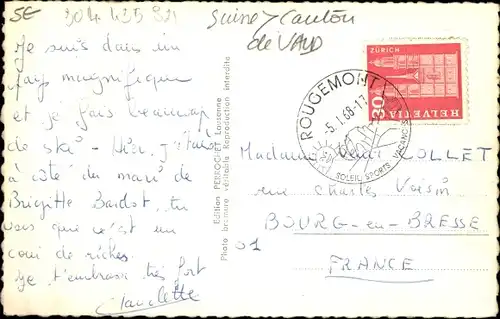 5E
304 425 821
Suisse > Canton
de VAUD
Je suis dans un
pays magnifique
et je fais beaucoup
de ski - Hier, j'étais
à côté du mari de
Brigitte Bardot, tu
vois que c'est un
coin de riches.
Je t'embrasse très fort
Edition PERROCHET Lausanne
Photo bromure véritable Reproduction interdite
ZÜRICH
30
HELVETIA
ROUGEMONT
-5.1.68-17
SOLEIL SPORTS VACANCES
Madame COLLET
rue Charles Voisin
BOURG-en-BRESSE
01
FRANCE